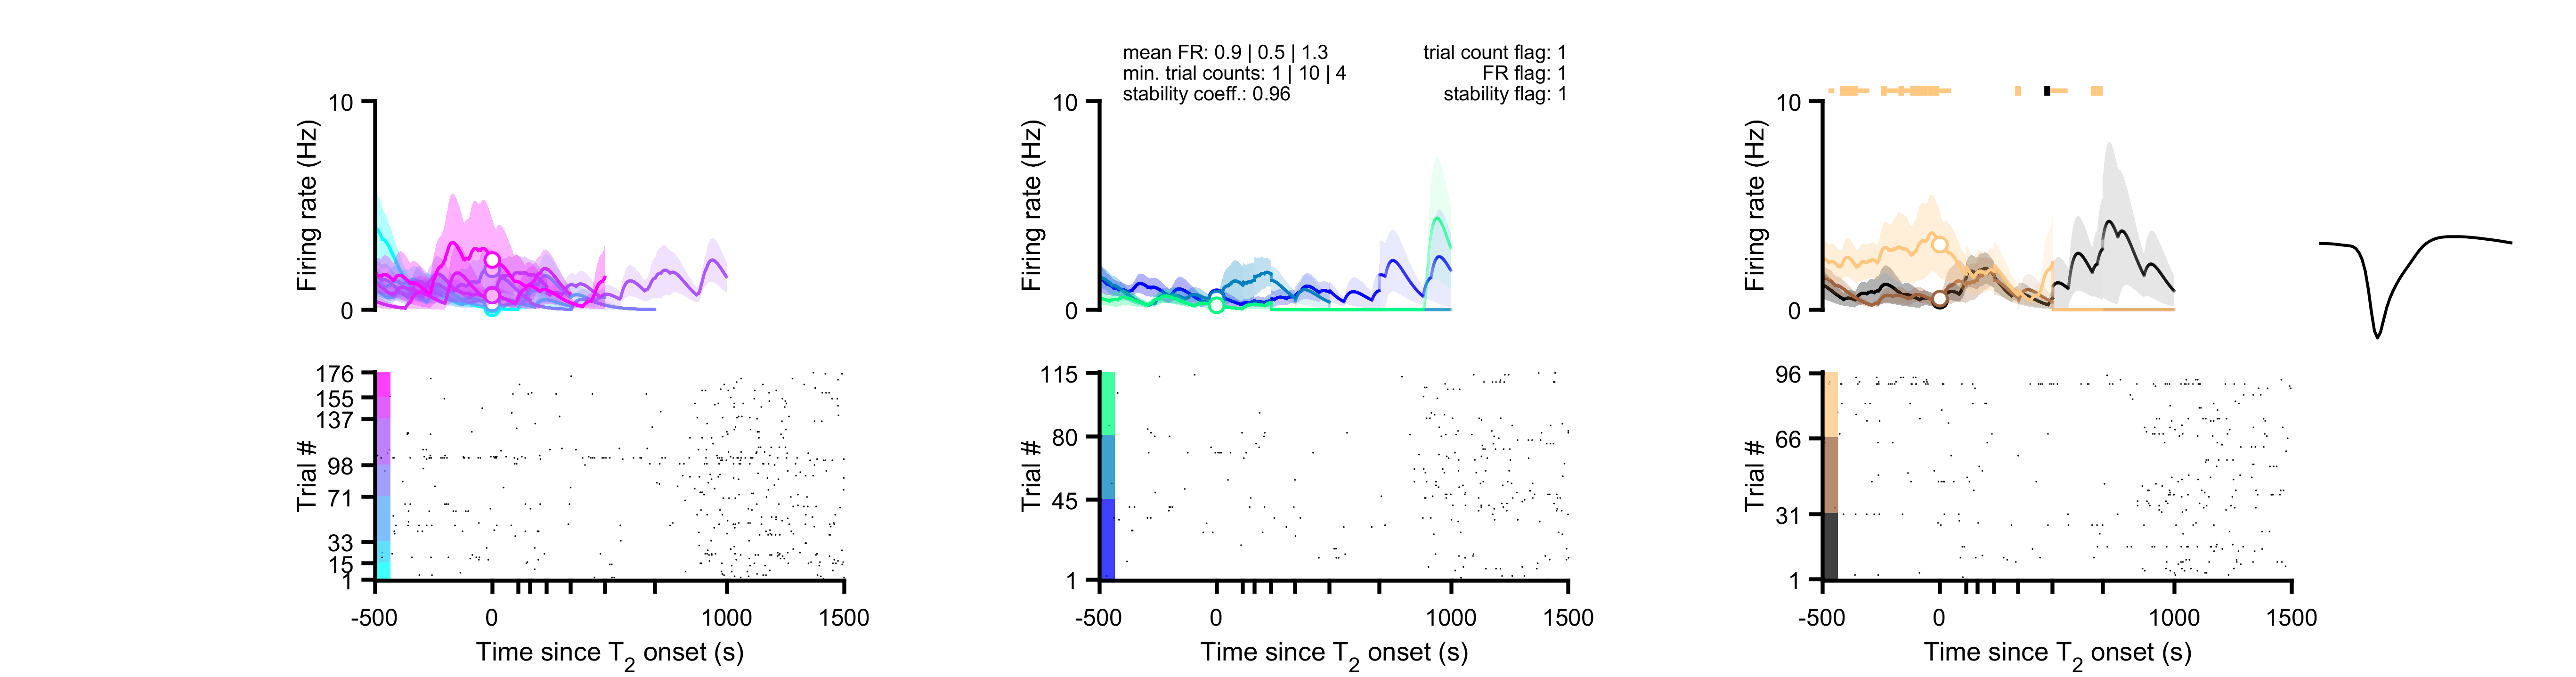 mean FR: 0.9 | 0.5 | 1.3
min. trial counts: 1 | 10 | 4
stability coeff.: 0.96
trial count flag: 1
FR flag: 1
stability flag: 1
10
Firing rate (Hz)
0
10
Firing rate (Hz)
0
10
Firing rate (Hz)
0
176
155
137
98
71
33
15
1
Trial #
-500 0 1000 1500
Time since T2 onset (s)
115
80
45
1
Trial #
-500 0 1000 1500
Time since T2 onset (s)
96
66
31
1
Trial #
-500 0 1000 1500
Time since T2 onset (s)